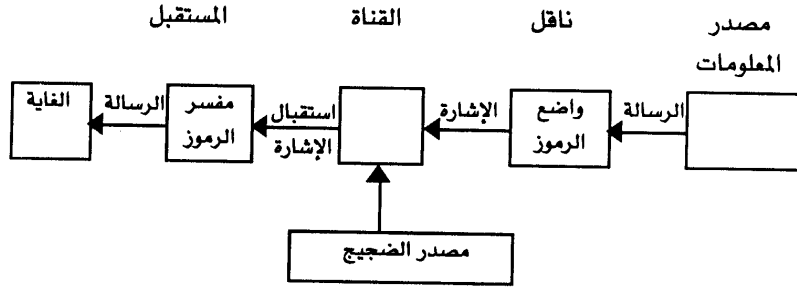 مصدر
المعلومات
ناقل
القناة
المستقبل
الرسالة
واضع
الرموز
الإشارة
استقبال
الإشارة
مفسر
الرموز
الرسالة
الغاية
مصدر الضجيج